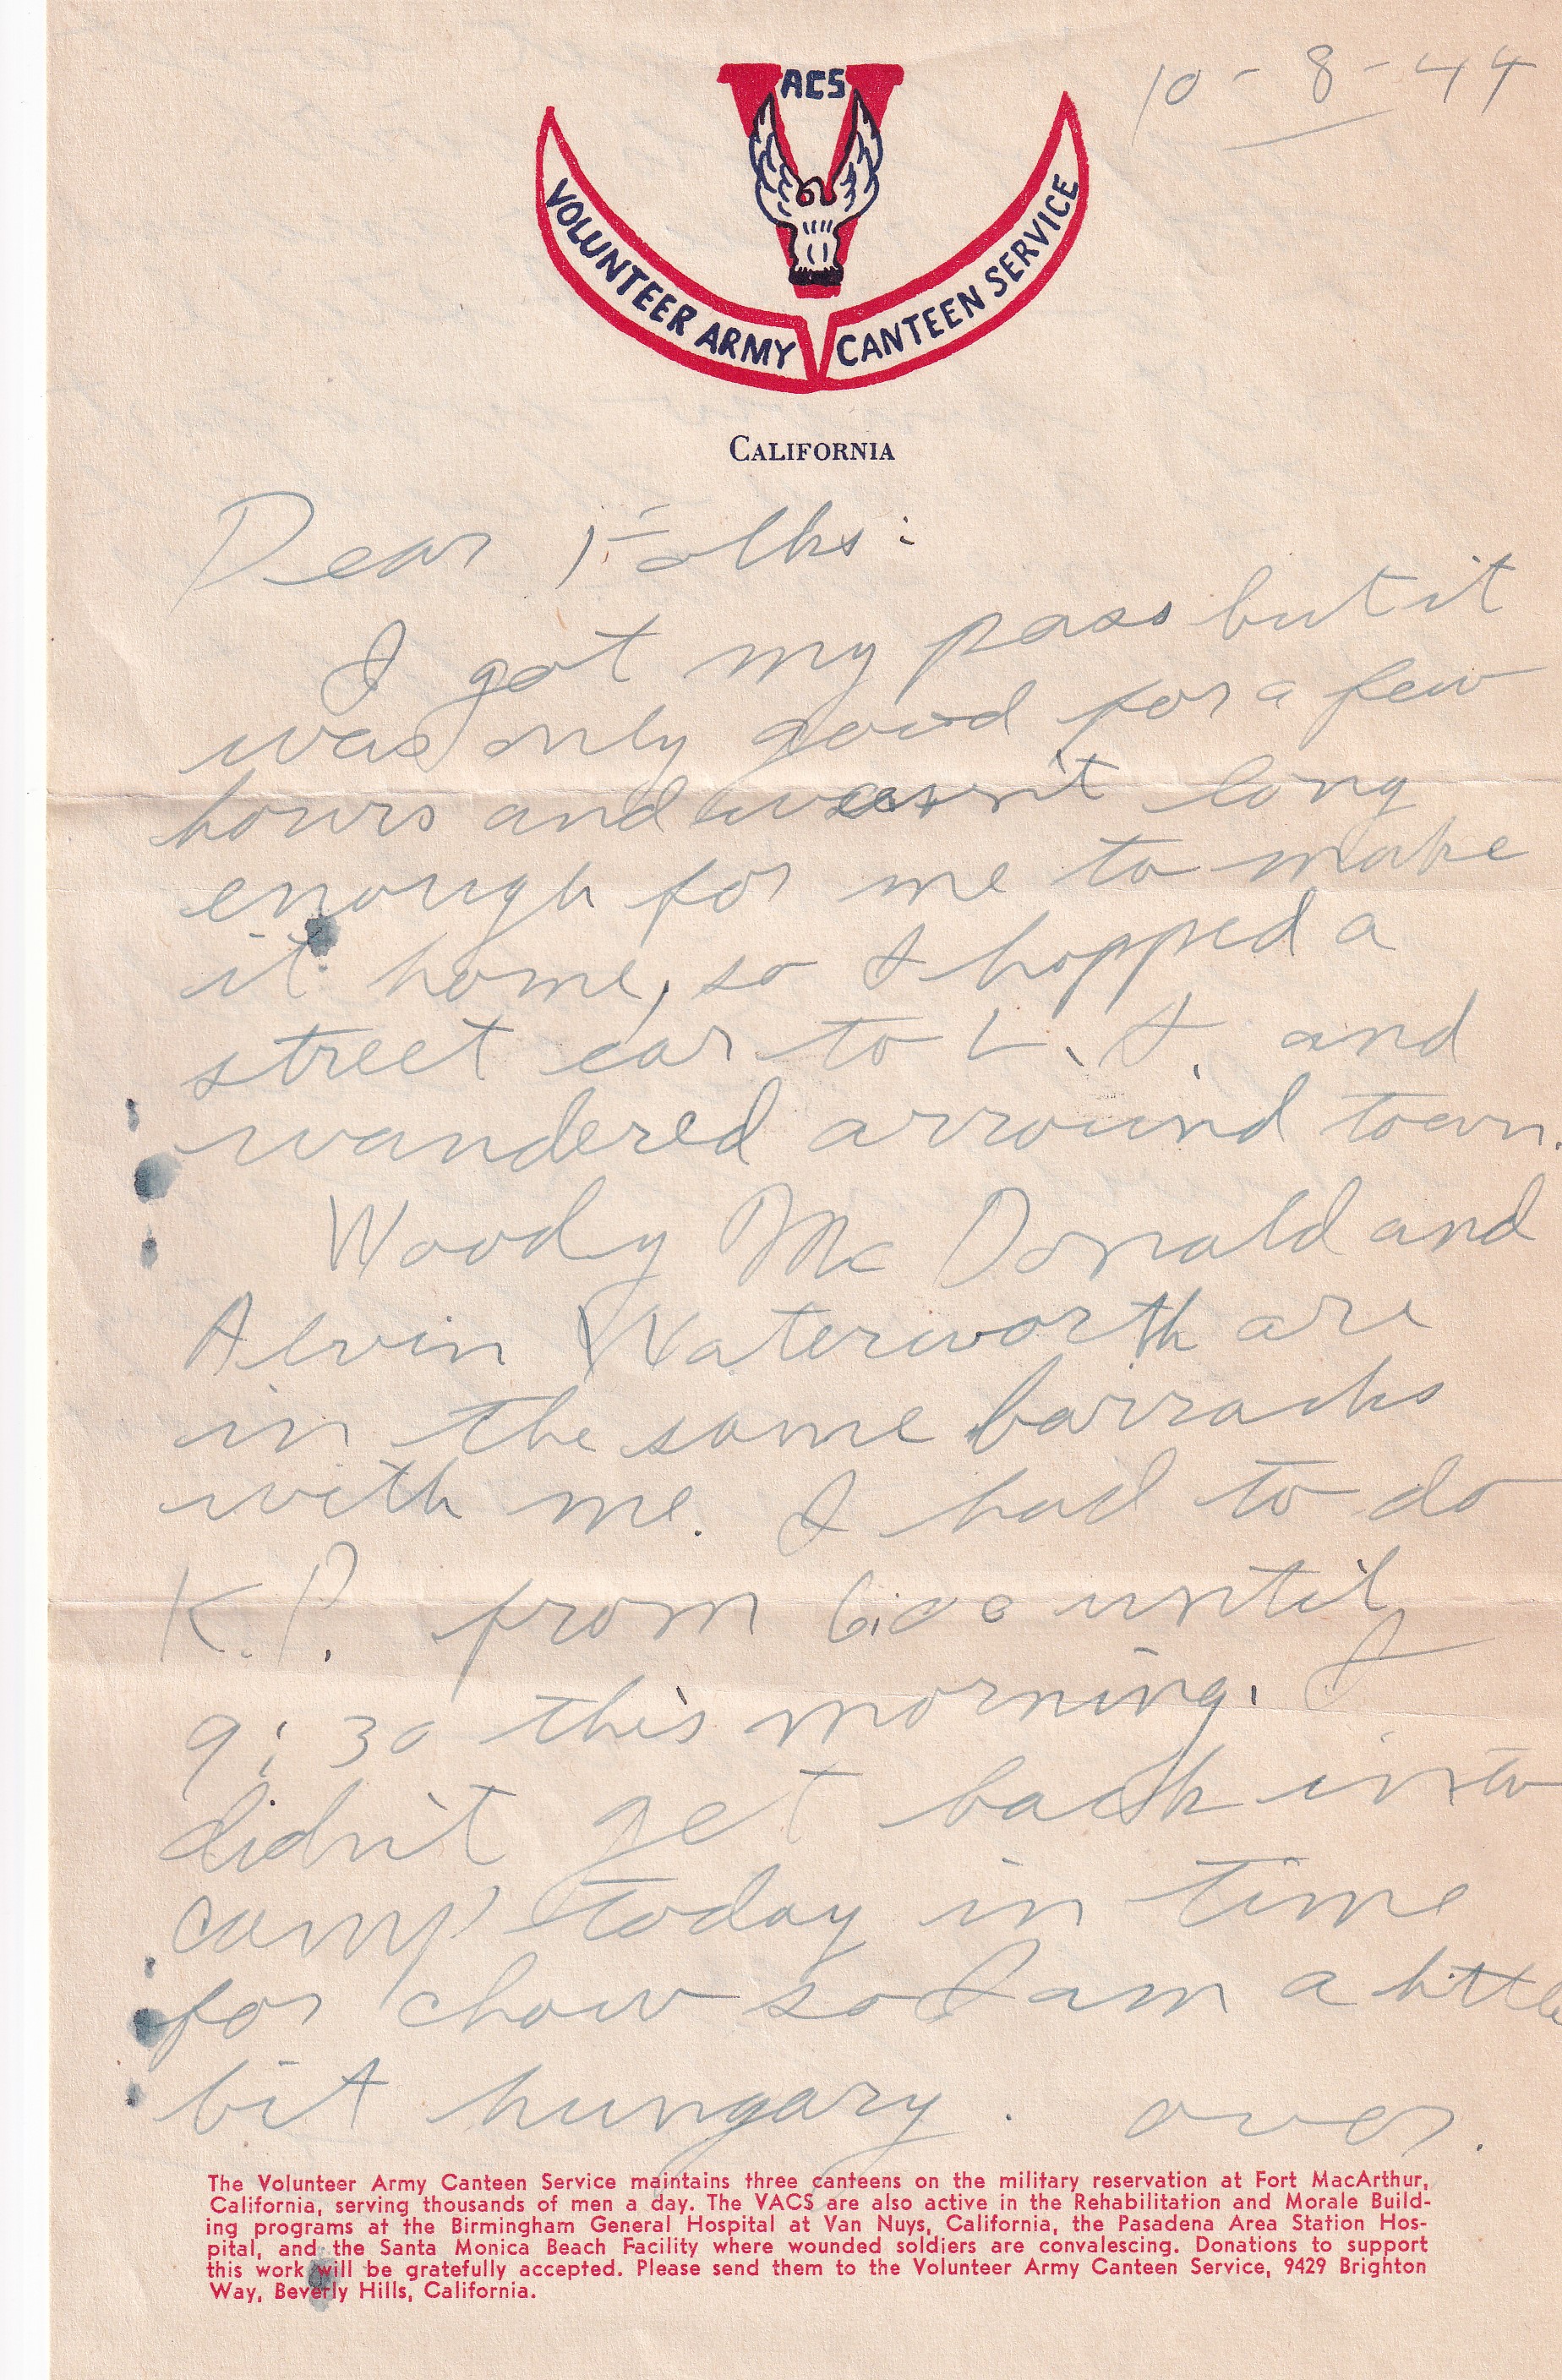 10-8-44
ACS
VOLUNTEER ARMY CANTEEN SERVICE
CALIFORNIA
Dear Folks:
I got my pass but it
was only good for a few
hours and wasn't long
enough for me to make
it home, so I hopped a
street car to L. A. and
wandered arround town.
Woody Mc Donald and
Alvin Waterworth are
in the same barracks
with me. I had to do
K.P. from 6:00 until
9:30 this morning. I
didn't get back into
camp today in time
for chow so I am a little
bit hungary. over.
The Volunteer Army Canteen Service maintains three canteens on the military reservation at Fort MacArthur,
California, serving thousands of men a day. The VACS are also active in the Rehabilitation and Morale Build-
ing programs at the Birmingham General Hospital at Van Nuys, California, the Pasadena Area Station Hos-
pital, and the Santa Monica Beach Facility where wounded soldiers are convalescing. Donations to support
this work will be gratefully accepted. Please send them to the Volunteer Army Canteen Service, 9429 Brighton
Way, Beverly Hills, California.